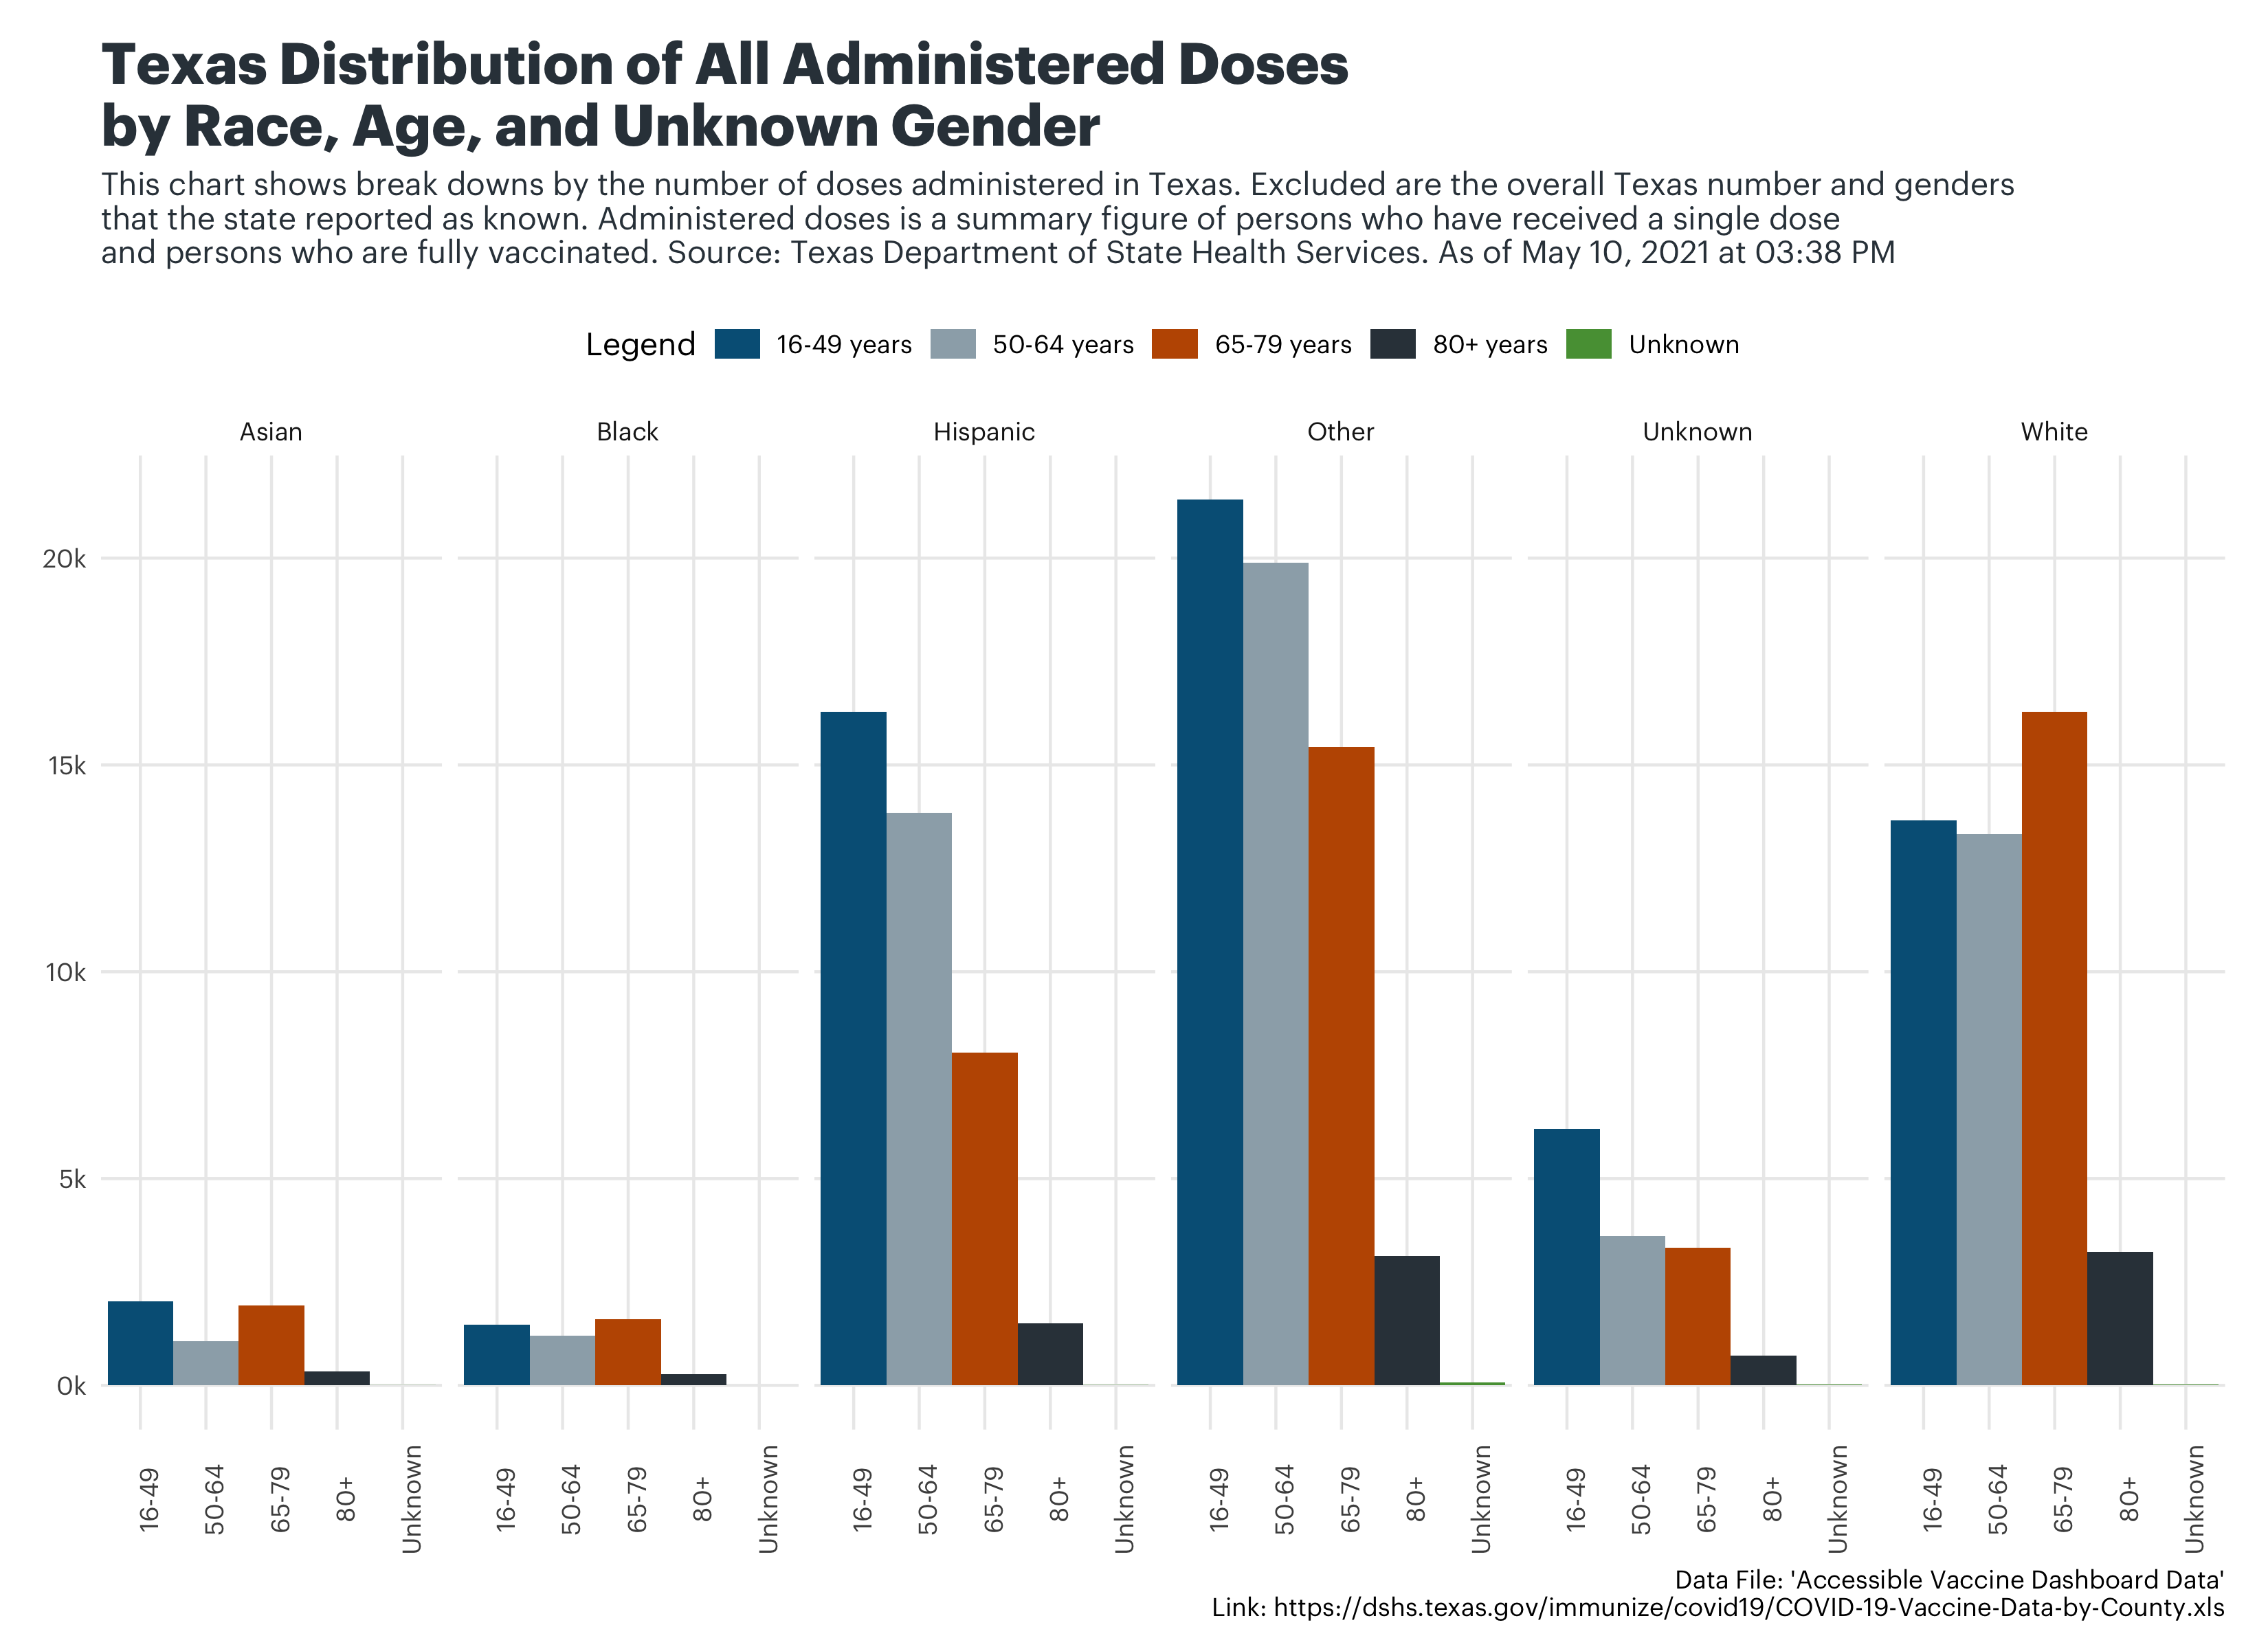 Texas Distribution of All Administered Doses
by Race, Age, and Unknown Gender
This chart shows break downs by the number of doses administered in Texas. Excluded are the overall Texas number and genders
that the state reported as known. Administered doses is a summary figure of persons who have received a single dose
and persons who are fully vaccinated. Source: Texas Department of State Health Services. As of May 10, 2021 at 03:38 PM
Legend 16-49 years 50-64 years 65-79 years 80+ years Unknown
Asian Black Hispanic Other Unknown White
20k
15k
10k
5k
0k
16-49 50-64 65-79 80+ Unknown 16-49 50-64 65-79 80+ Unknown 16-49 50-64 65-79 80+ Unknown 16-49 50-64 65-79 80+ Unknown 16-49 50-64 65-79 80+ Unknown 16-49 50-64 65-79 80+ Unknown
Data File: 'Accessible Vaccine Dashboard Data'
Link: https://dshs.texas.gov/immunize/covid19/COVID-19-Vaccine-Data-by-County.xls